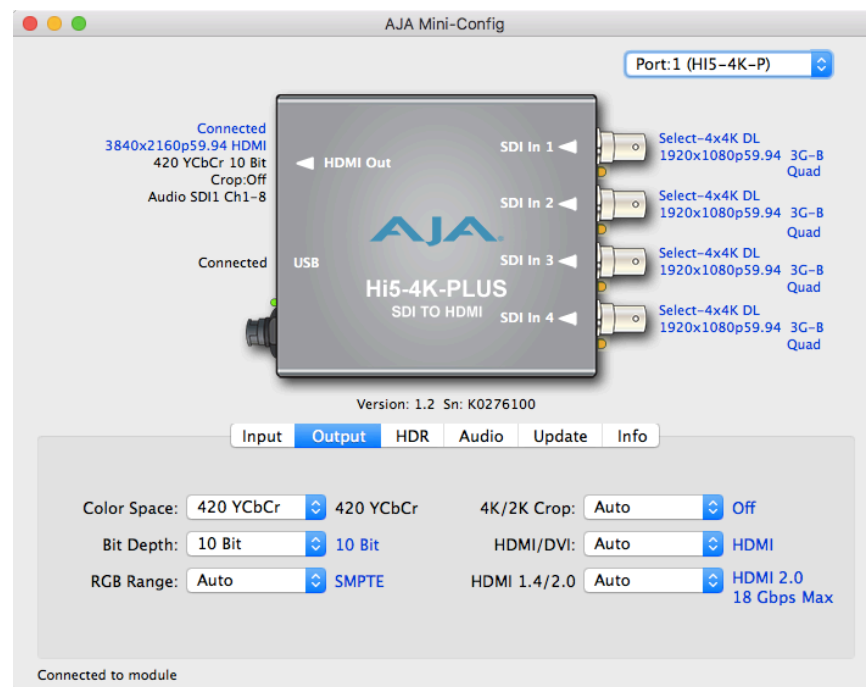 AJA Mini-Config
Port:1 (HI5-4K-P)
Connected
3840x2160p59.94 HDMI
420 YCbCr 10 Bit
Crop:Off
Audio SDI1 Ch1-8
HDMI Out
Connected
USB
AJA
Hi5-4K-PLUS
SDI TO HDMI
SDI In 1
Select-4x4K DL
1920x1080p59.94 3G-B
Quad
SDI In 2
Select-4x4K DL
1920x1080p59.94 3G-B
Quad
SDI In 3
Select-4x4K DL
1920x1080p59.94 3G-B
Quad
SDI In 4
Select-4x4K DL
1920x1080p59.94 3G-B
Quad
Version: 1.2 Sn: K0276100
Input Output HDR Audio Update Info
Color Space: 420 YCbCr 420 YCbCr
Bit Depth: 10 Bit 10 Bit
RGB Range: Auto SMPTE
4K/2K Crop: Auto Off
HDMI/DVI: Auto HDMI
HDMI 1.4/2.0 Auto HDMI 2.0
18 Gbps Max
Connected to module